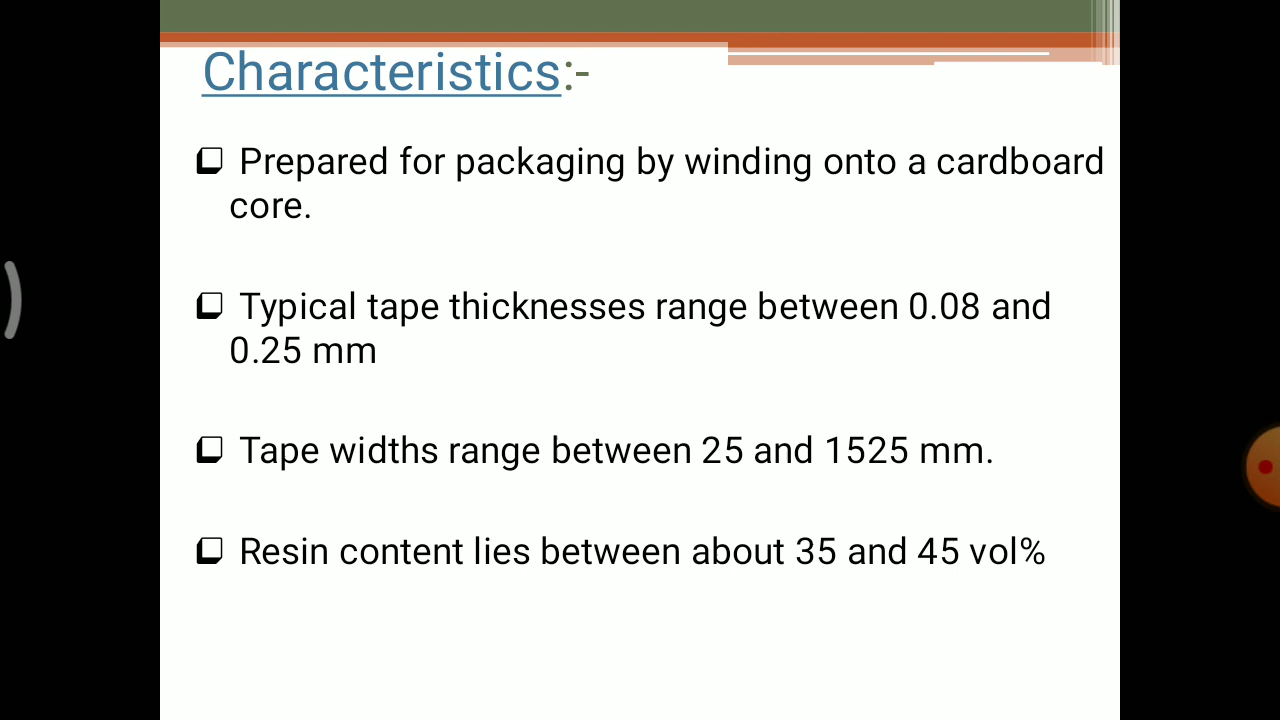 Characteristics:-
❑ Prepared for packaging by winding onto a cardboard
core.
❑ Typical tape thicknesses range between 0.08 and
0.25 mm
❑ Tape widths range between 25 and 1525 mm.
❑ Resin content lies between about 35 and 45 vol%